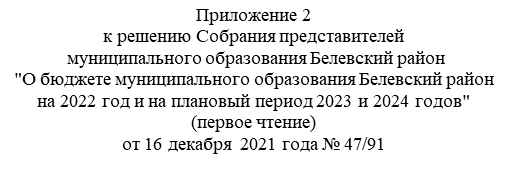 Приложение 2
к решению Собрания представителей
муниципального образования Белевский район
"О бюджете муниципального образования Белевский район
на 2022 год и на плановый период 2023 и 2024 годов"
(первое чтение)
от 16 декабря 2021 года № 47/91